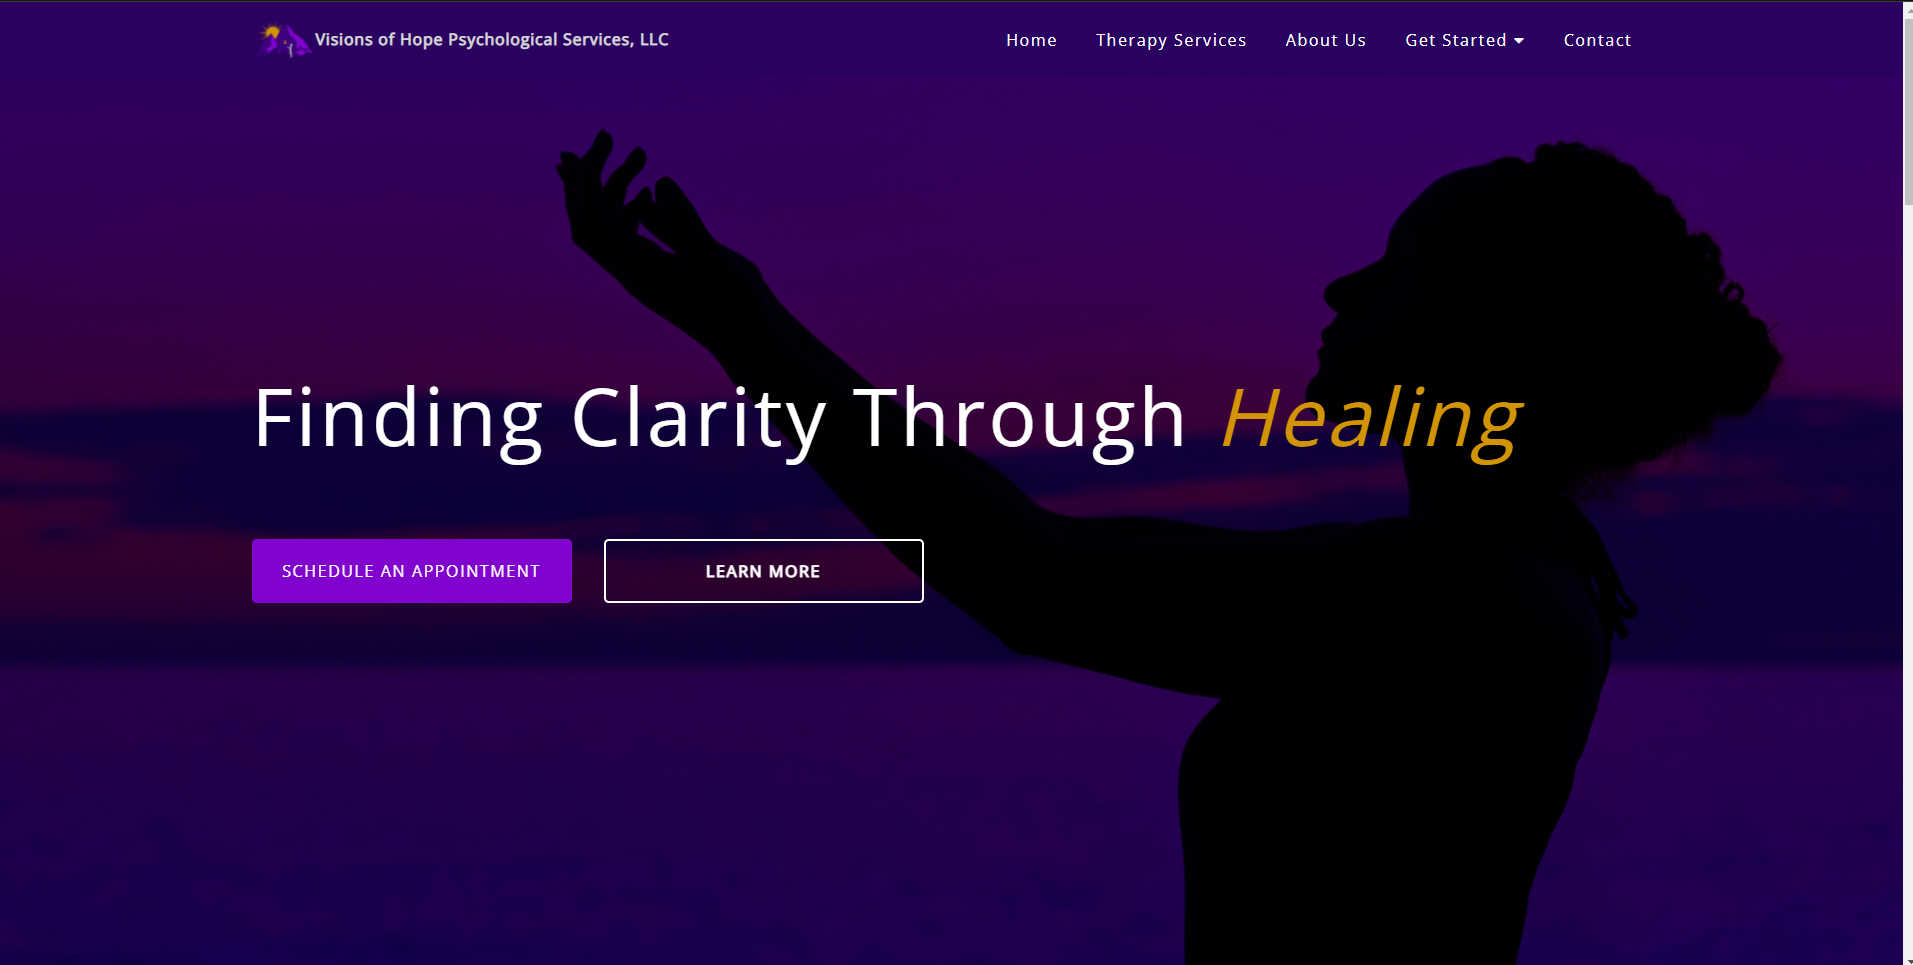 Visions of Hope Psychological Services, LLC
Home Therapy Services About Us Get Started Contact
Finding Clarity Through Healing
SCHEDULE AN APPOINTMENT LEARN MORE